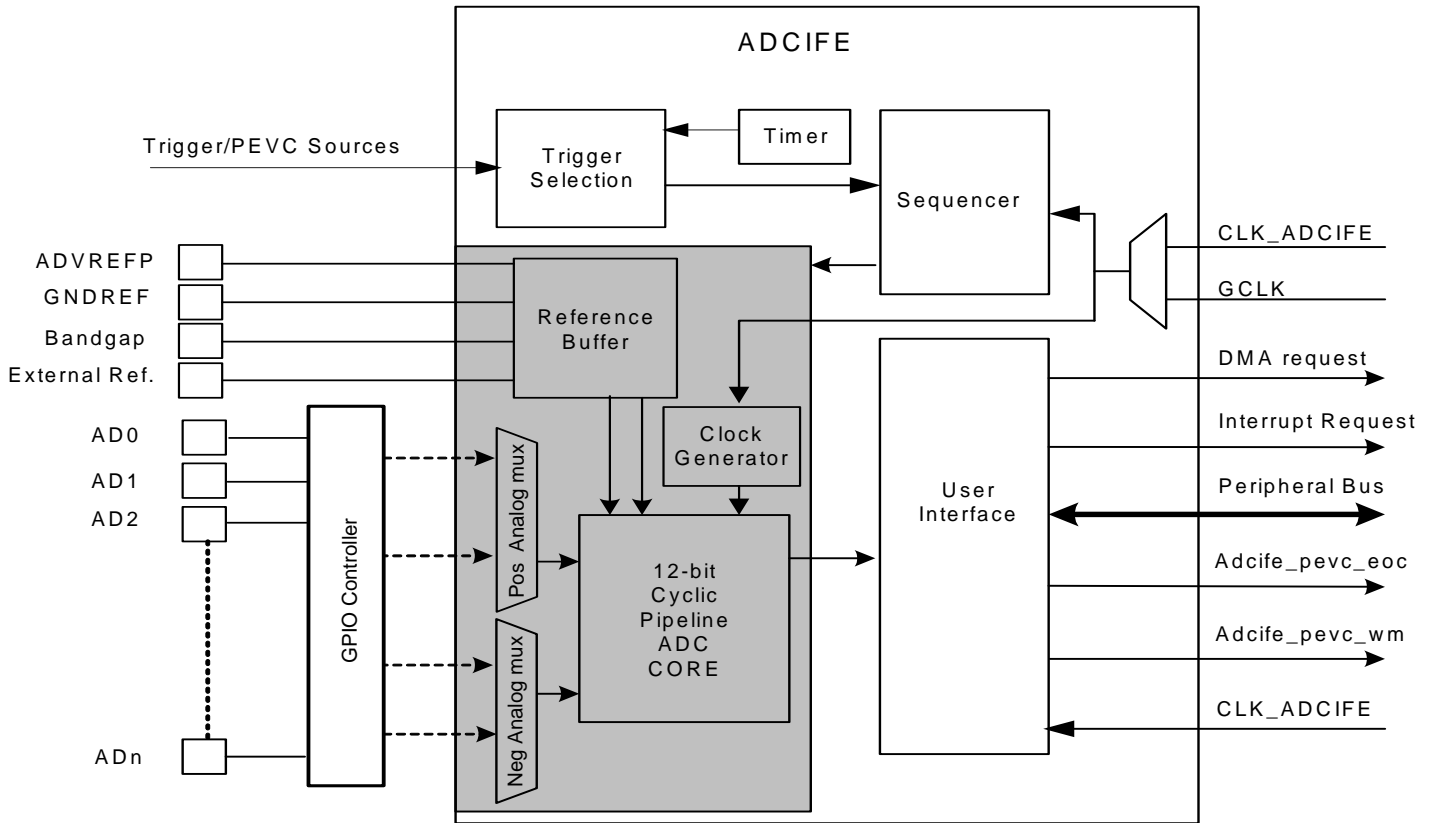 ADCIFE
Trigger/PEVC Sources
Trigger
Selection
Timer
Sequencer
CLK_ADCIFE
GCLK
ADVREFP
GNDREF
Bandgap
External Ref.
Reference
Buffer
DMA request
Interrupt Request
Peripheral Bus
Adcife_pevc_eoc
Adcife_pevc_wm
CLK_ADCIFE
AD0
AD1
AD2
ADn
GPIO Controller
Pos Analog mux
Neg Analog mux
Clock
Generator
12-bit
Cyclic
Pipeline
ADC
CORE
User
Interface